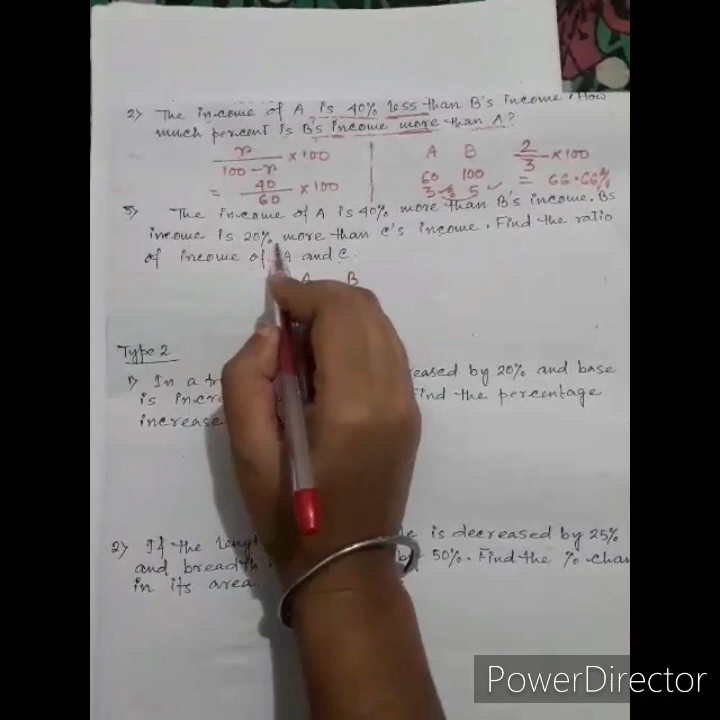 2) The income of A is 40% less than B's income. How
much percent is B's income more than A?
r/(100-r) × 100
= 40/60 × 100
A B
60 100
3 5
2/3 × 100
= 66.66%
3) The income of A is 40% more than B's income. Bs
income is 20% more than C's income. Find the ratio
of income of A and C.
A B
Type 2
1) In a eased by 20% and base
is incre Find the percentage
increase
2) If the is decreased by 25%
and breadth by 50%. Find the % chan
in its area.
PowerDirector